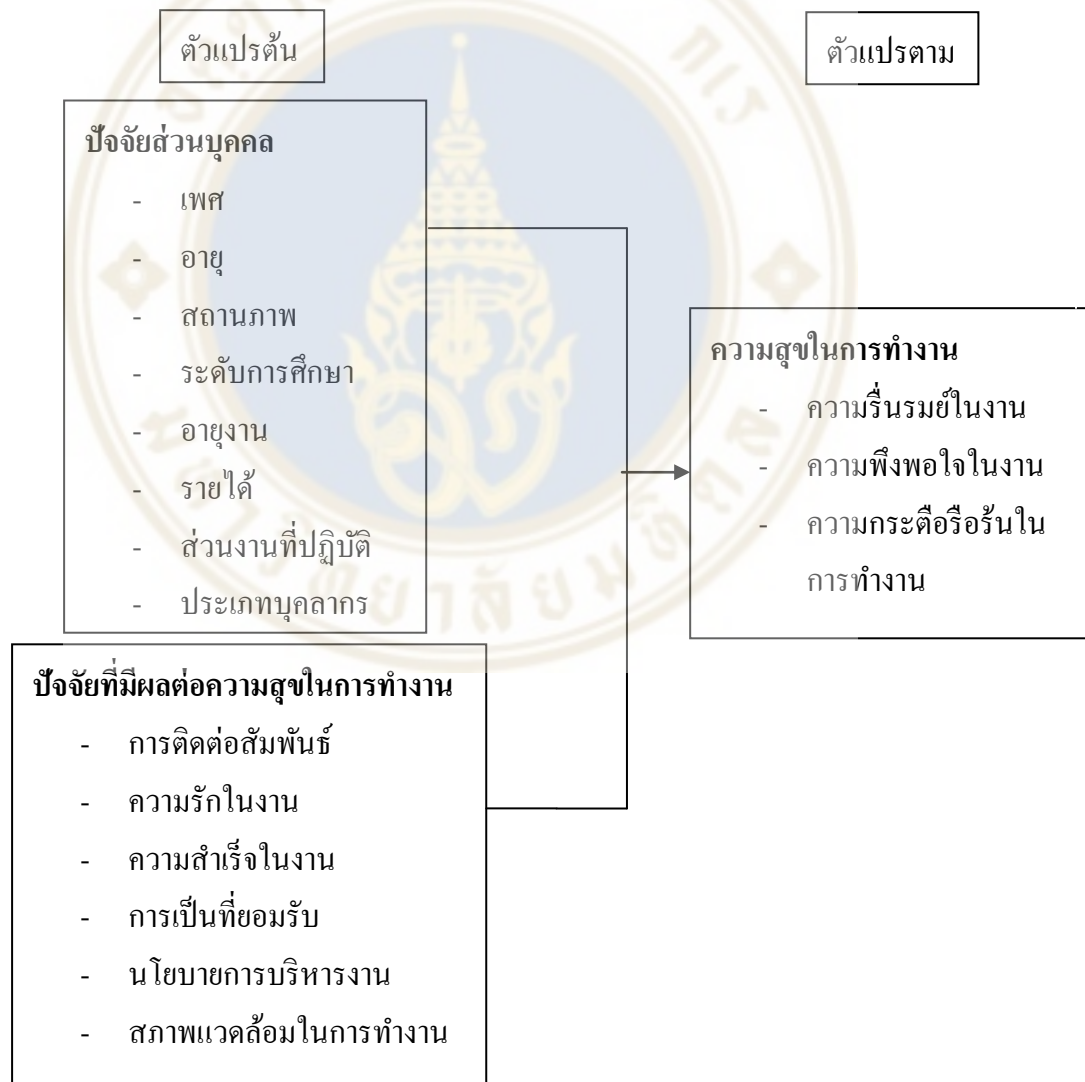 ตัวแปรต้น
ตัวแปรตาม
ปัจจัยส่วนบุคคล
- เพศ
- อายุ
- สถานภาพ
- ระดับการศึกษา
- อายุงาน
- รายได้
- ส่วนงานที่ปฏิบัติ
- ประเภทบุคลากร
ปัจจัยที่มีผลต่อความสุขในการทำงาน
- การติดต่อสัมพันธ์
- ความรักในงาน
- ความสำเร็จในงาน
- การเป็นที่ยอมรับ
- นโยบายการบริหารงาน
- สภาพแวดล้อมในการทำงาน
ความสุขในการทำงาน
- ความรื่นรมย์ในงาน
- ความพึงพอใจในงาน
- ความกระตือรือร้นใน
การทำงาน